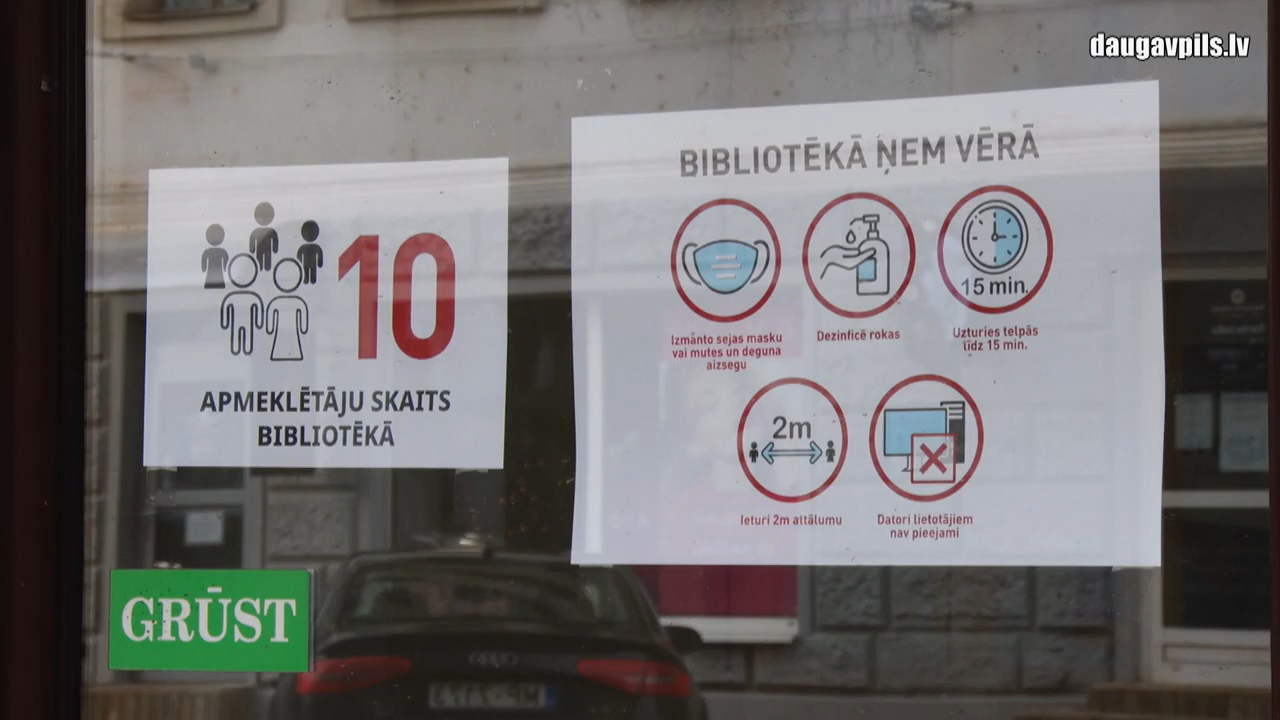 daugavpils.lv
10
APMEKLĒTĀJU SKAITS
BIBLIOTĒKĀ
BIBLIOTĒKĀ ŅEM VĒRĀ
Izmanto sejas masku
vai mutes un deguna
aizsegu
Dezinficē rokas
15 min.
Uzturies telpās
līdz 15 min.
2m
Ieturi 2m attālumu
Datori lietotājiem
nav pieejami
GRŪST